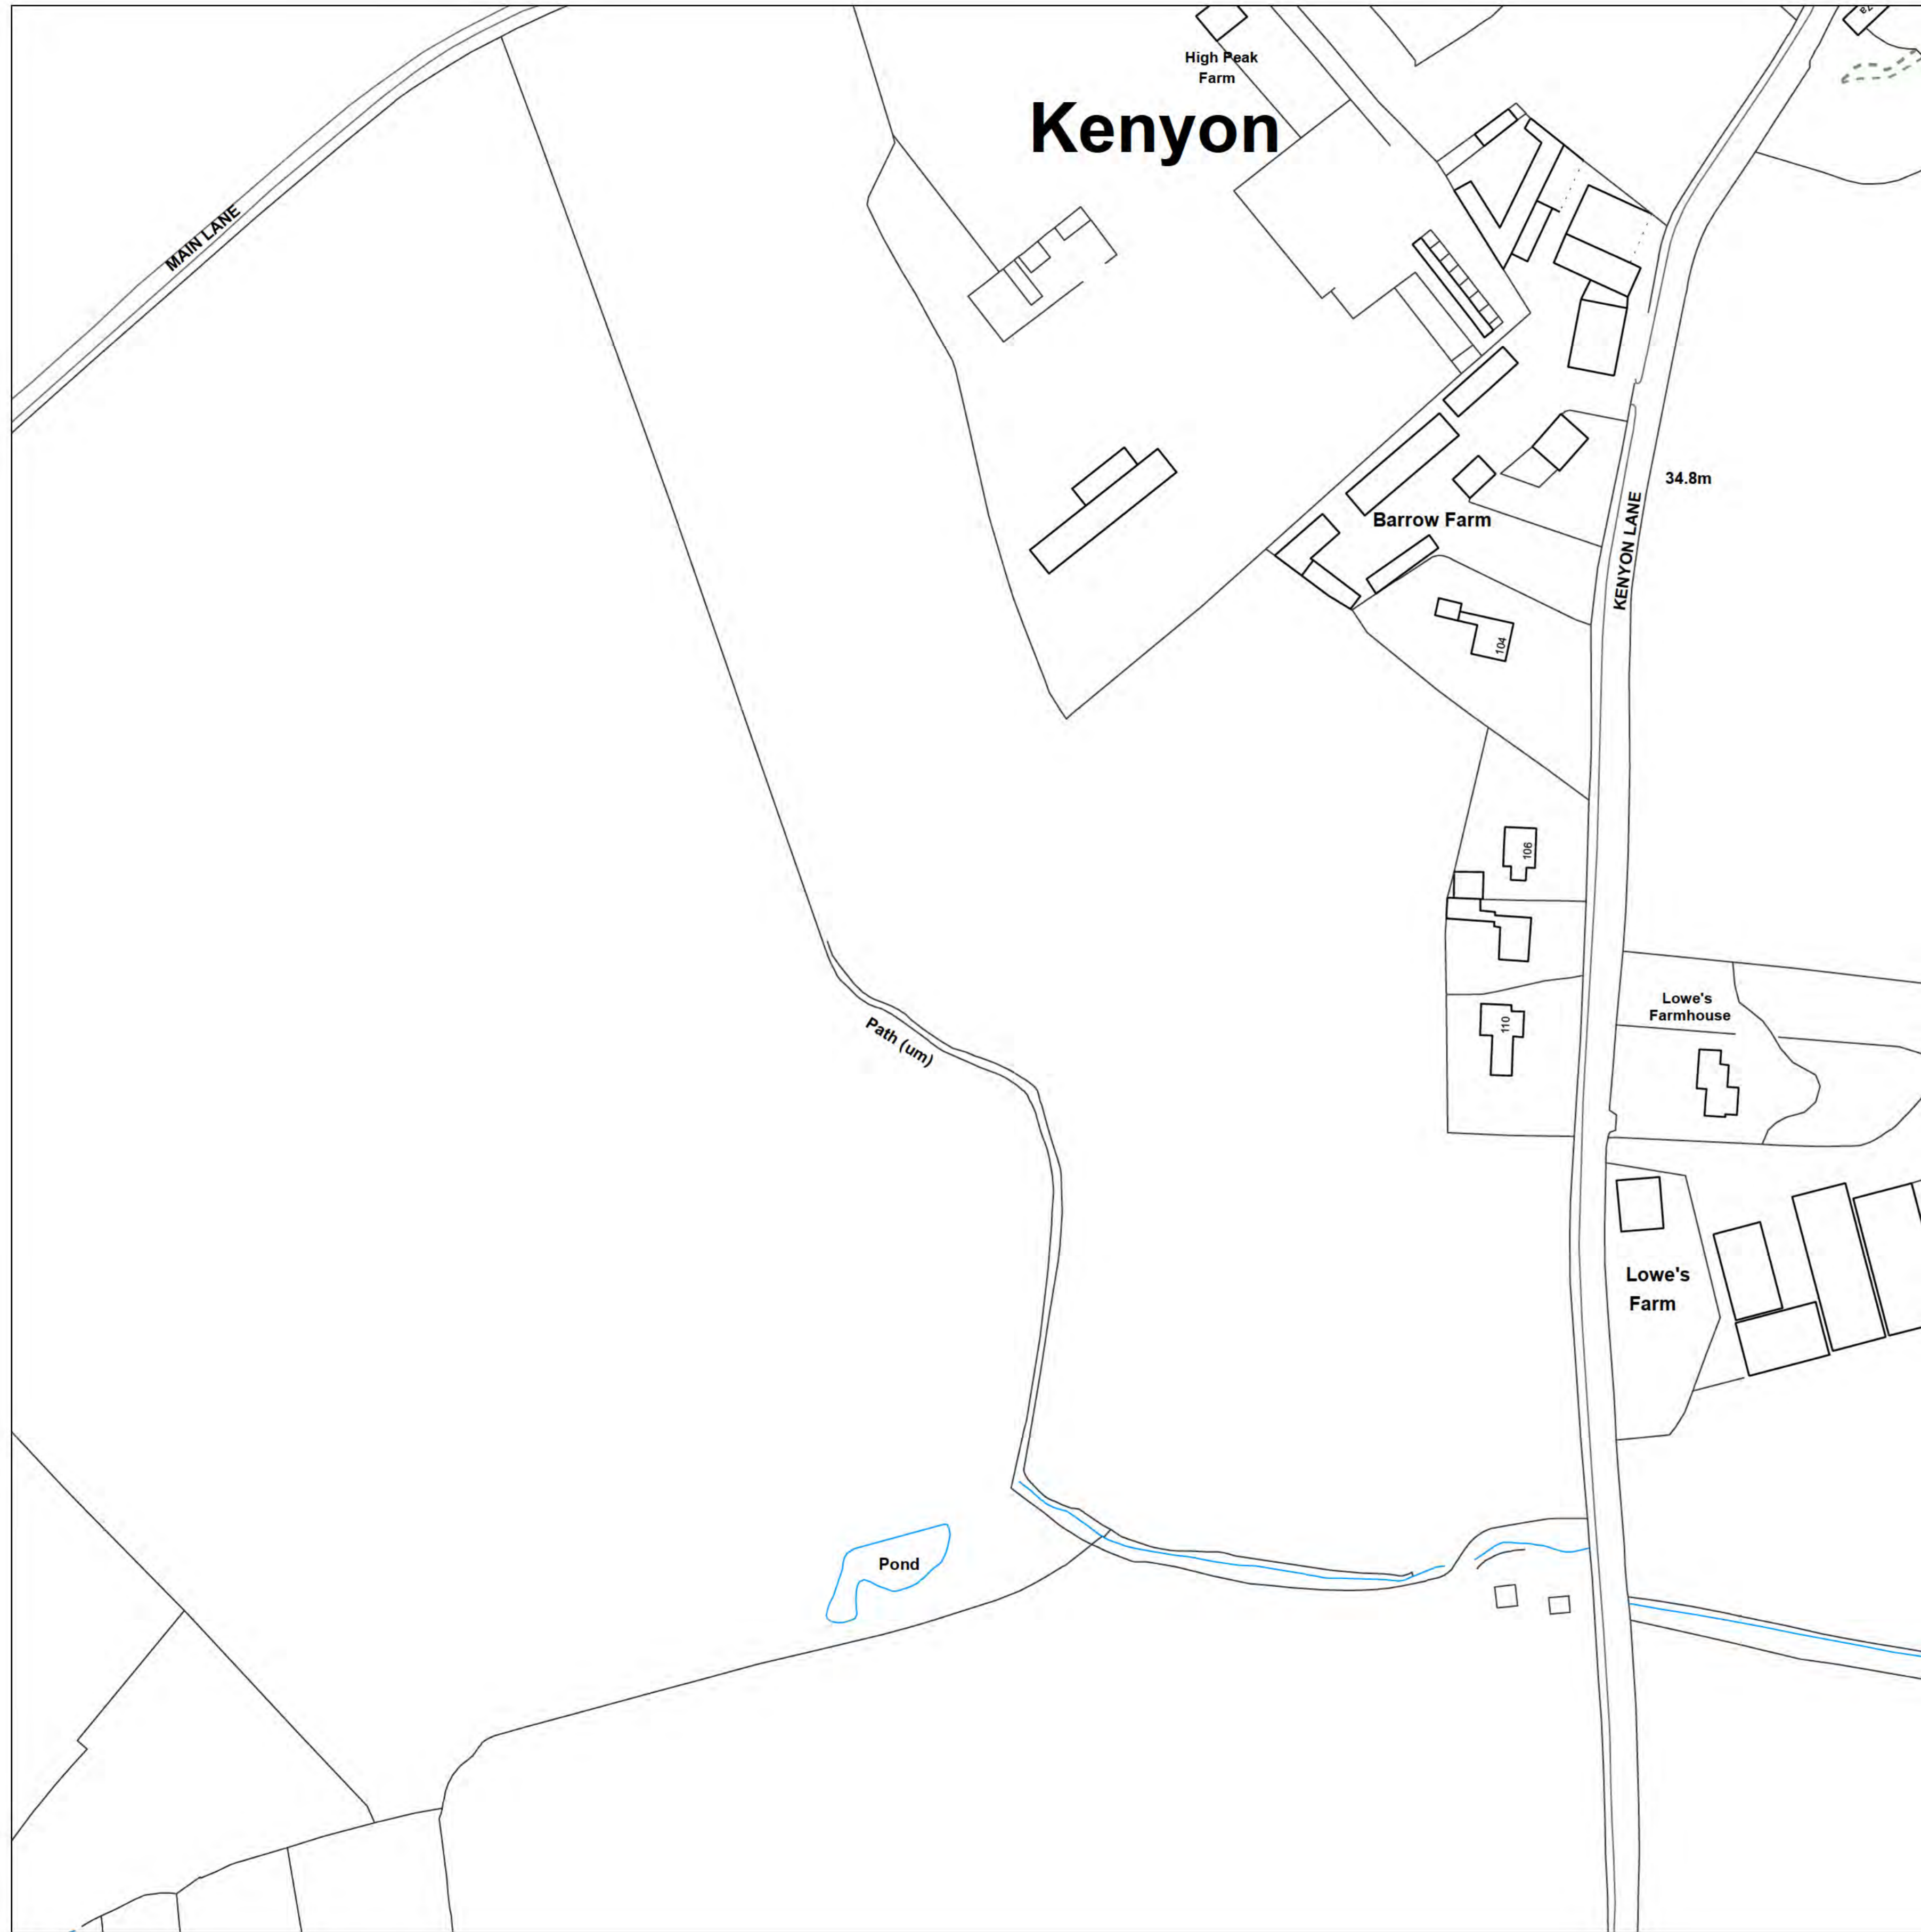 High Peak
Farm
Kenyon
MAIN LANE
34.8m
KENYON LANE
Barrow Farm
104
106
Lowe's
Farmhouse
110
Path (um)
Lowe's
Farm
Pond